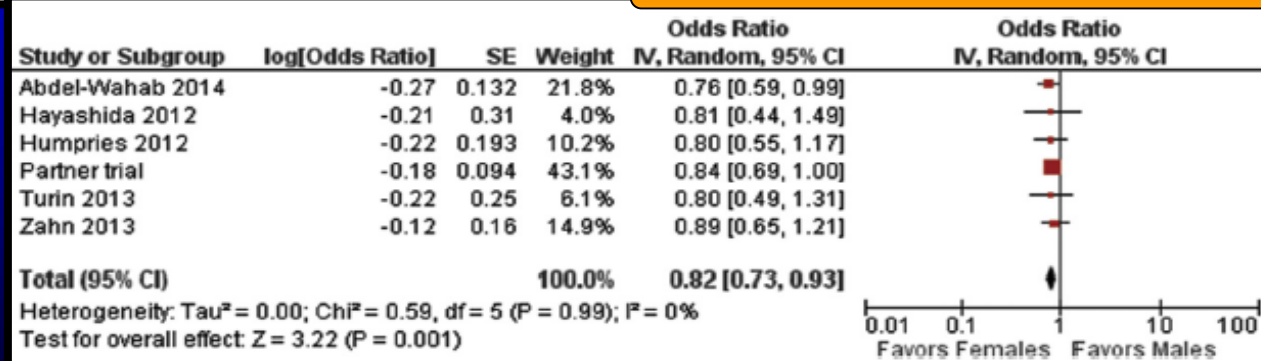 Odds Ratio Odds Ratio
Study or Subgroup log[Odds Ratio] SE Weight IV, Random, 95% CI IV, Random, 95% CI
Abdel-Wahab 2014 -0.27 0.132 21.8% 0.76 [0.59, 0.99]
Hayashida 2012 -0.21 0.31 4.0% 0.81 [0.44, 1.49]
Humpries 2012 -0.22 0.193 10.2% 0.80 [0.55, 1.17]
Partner trial -0.18 0.094 43.1% 0.84 [0.69, 1.00]
Turin 2013 -0.22 0.25 6.1% 0.80 [0.49, 1.31]
Zahn 2013 -0.12 0.16 14.9% 0.89 [0.65, 1.21]
Total (95% CI) 100.0% 0.82 [0.73, 0.93]
Heterogeneity: Tau² = 0.00; Chi² = 0.59, df = 5 (P = 0.99); I² = 0%
Test for overall effect: Z = 3.22 (P = 0.001)
0.01 0.1 1 10 100
Favors Females Favors Males